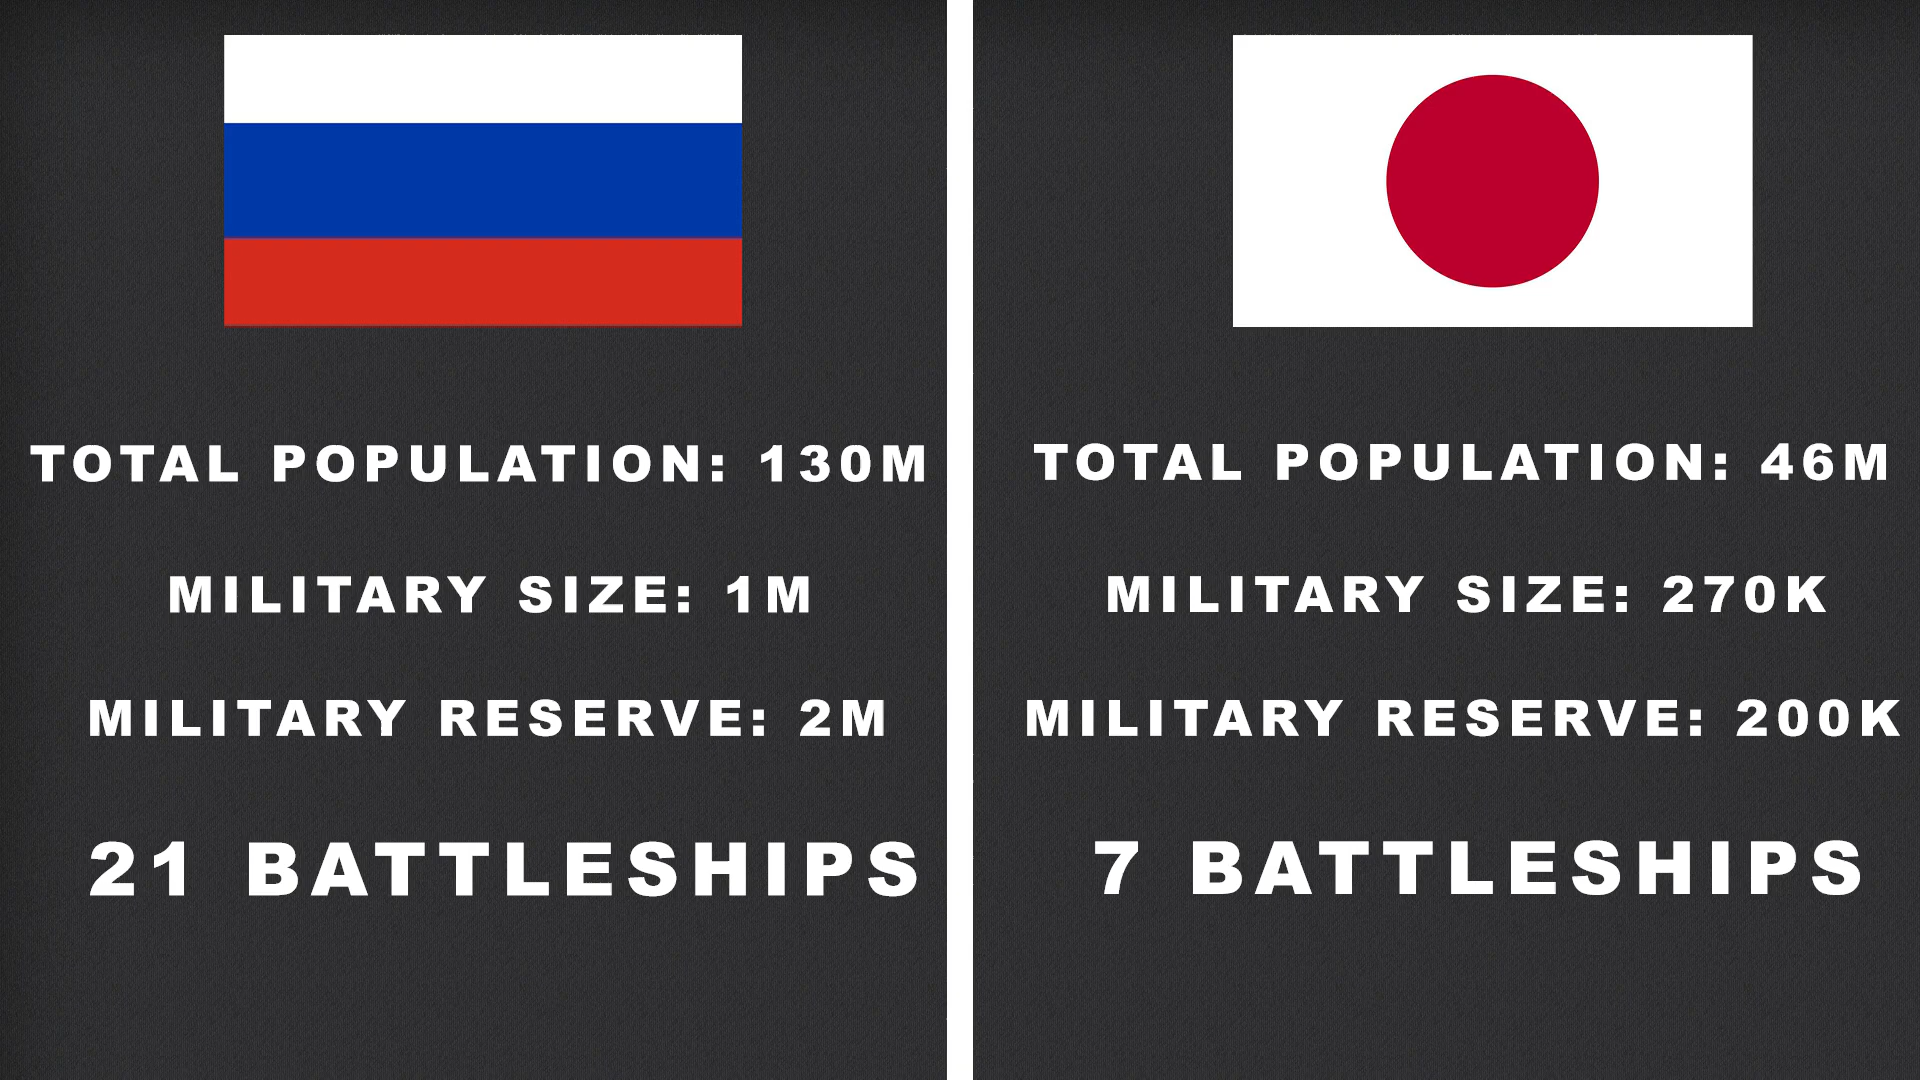 TOTAL POPULATION: 130M
MILITARY SIZE: 1M
MILITARY RESERVE: 2M
21 BATTLESHIPS
TOTAL POPULATION: 46M
MILITARY SIZE: 270K
MILITARY RESERVE: 200K
7 BATTLESHIPS